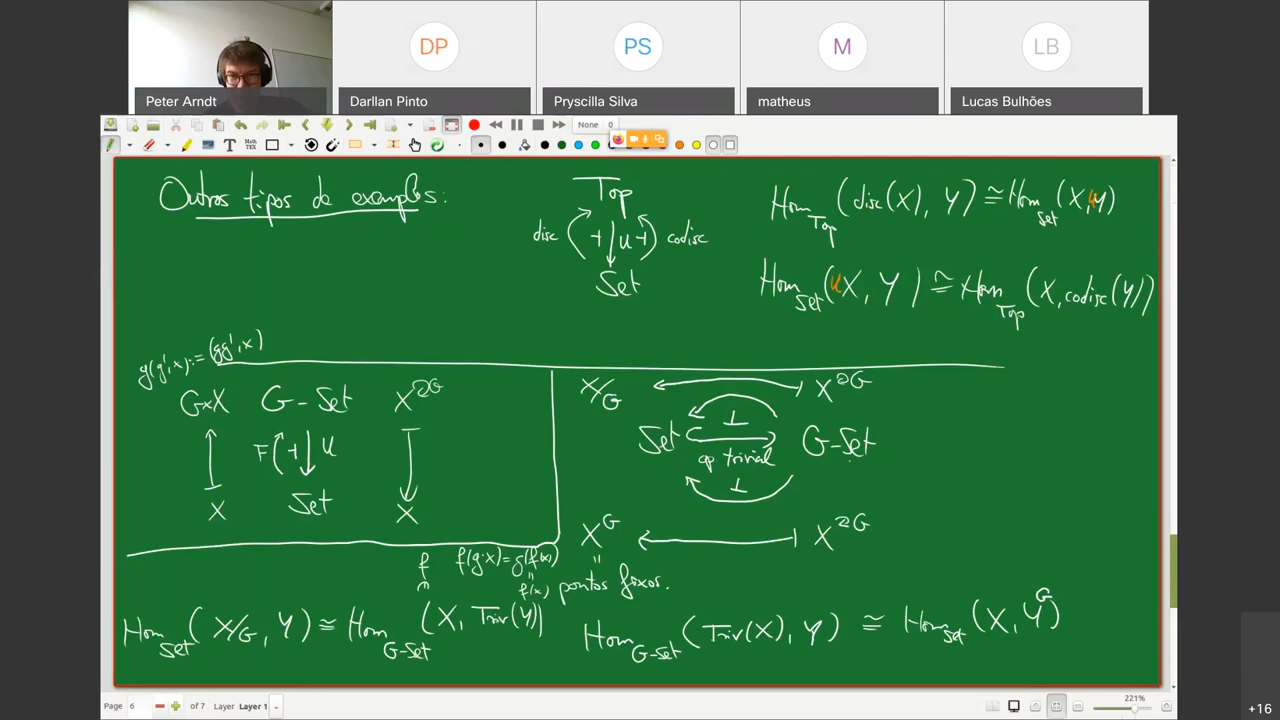 DP
PS
M
LB
Peter Arndt
Darllan Pinto
Pryscilla Silva
matheus
Lucas Bulhões
None 0
Outros tipos de exemplos:
Top
disc ⊣ U ⊣ codisc
Set
Hom_Top (disc(X), Y) ≅ Hom_Set (X, UY)
Hom_Set (UX, Y) ≅ Hom_Top (X, codisc(Y))
g(g', x) := (gg', x)
G×X G-Set X^↻G
F ⊣ U
X Set X
X/G ⟵ X^↻G
⊥
Set G-Set
op trivial
⊥
X^G ⟵ X^↻G
"
pontos fixos.
f f(g·x) = g(f(x))
"
f(x)
Hom_Set (X/G, Y) ≅ Hom_G-Set (X, Triv(Y))
Hom_G-Set (Triv(X), Y) ≅ Hom_Set (X, Y^G)
Page 6 of 7 Layer Layer 1
221%
+16